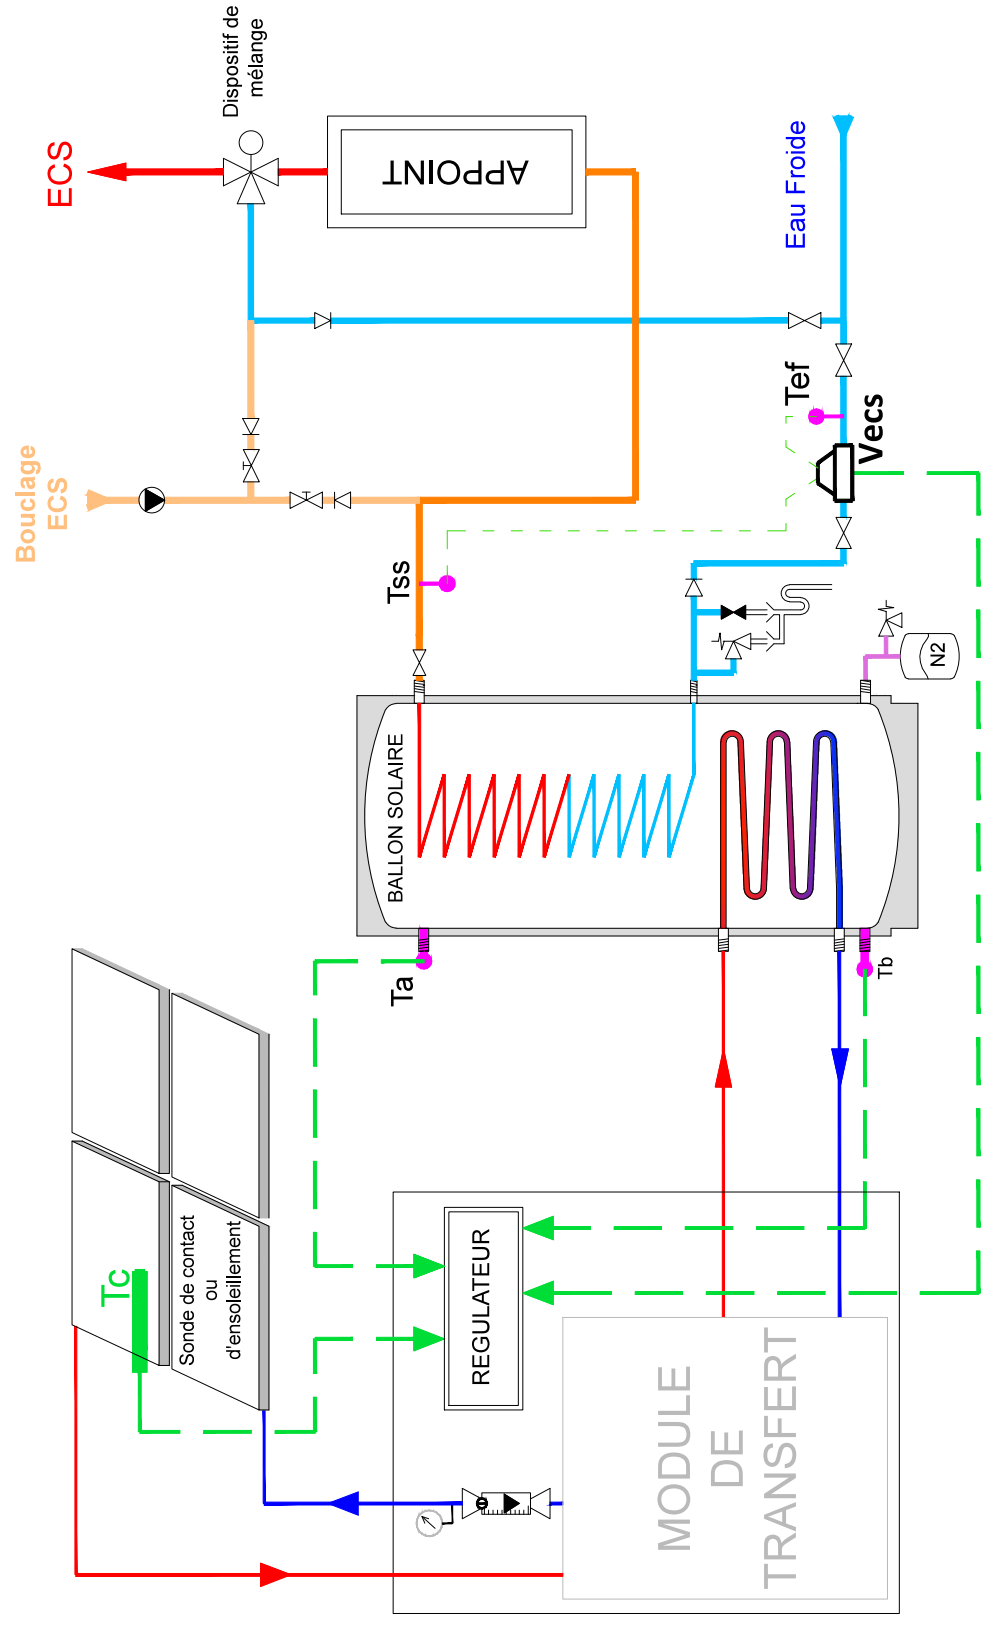 Dispositif de
mélange
ECS
APPOINT
Eau Froide
Bouclage
ECS
Tef
Vecs
Tss
N2
BALLON SOLAIRE
Ta
Tb
Tc
Sonde de contact
ou
d'ensoleillement
REGULATEUR
MODULE
DE
TRANSFERT